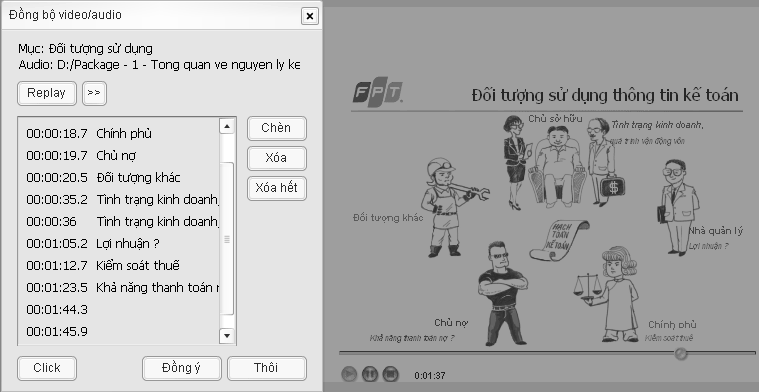 Đồng bộ video/audio
Mục: Đối tượng sử dụng
Audio: D:/Package - 1 - Tong quan ve nguyen ly ke
Replay >>
00:00:18.7 Chính phủ
00:00:19.7 Chủ nợ
00:00:20.5 Đối tượng khác
00:00:35.2 Tình trạng kinh doanh,
00:00:36 Tình trạng kinh doanh,
00:01:05.2 Lợi nhuận ?
00:01:12.7 Kiểm soát thuế
00:01:23.5 Khả năng thanh toán n
00:01:44.3
00:01:45.9
Chèn
Xóa
Xóa hết
Click Đồng ý Thôi
FPT
Đối tượng sử dụng thông tin kế toán
Chủ sở hữu
Tình trạng kinh doanh,
quá trình vận động vốn
$
Đối tượng khác
MẠCH
TOÁN
KẾ TOÁN
Nhà quản lý
Lợi nhuận ?
Chủ nợ
Khả năng thanh toán nợ ?
Chính phủ
Kiểm soát thuế
0:01:37